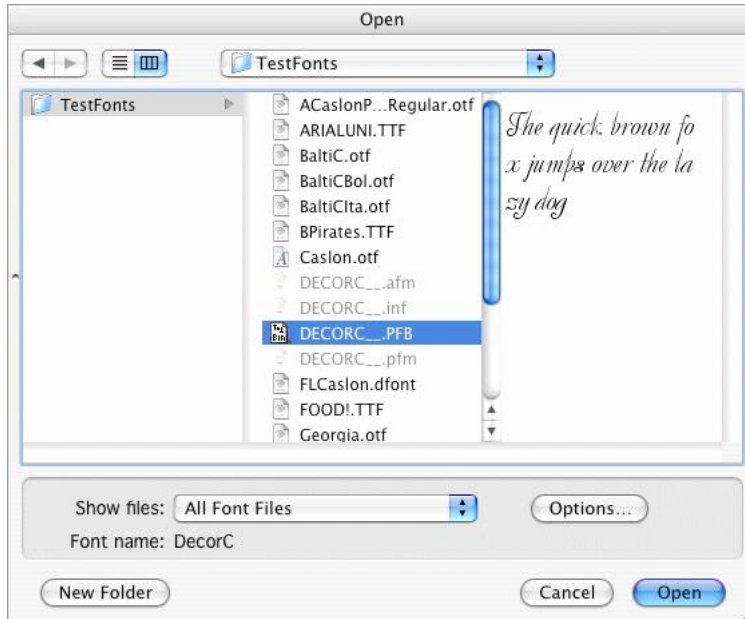 Open
TestFonts
TestFonts
ACaslonP...Regular.otf
ARIALUNI.TTF
BaltiC.otf
BaltiCBol.otf
BaltiCIta.otf
BPirates.TTF
Caslon.otf
DECORC__.afm
DECORC__.inf
DECORC__.PFB
DECORC__.pfm
FLCaslon.dfont
FOOD!.TTF
Georgia.otf
The quick brown fo
x jumps over the la
zy dog
Show files: All Font Files
Options...
Font name: DecorC
New Folder
Cancel
Open